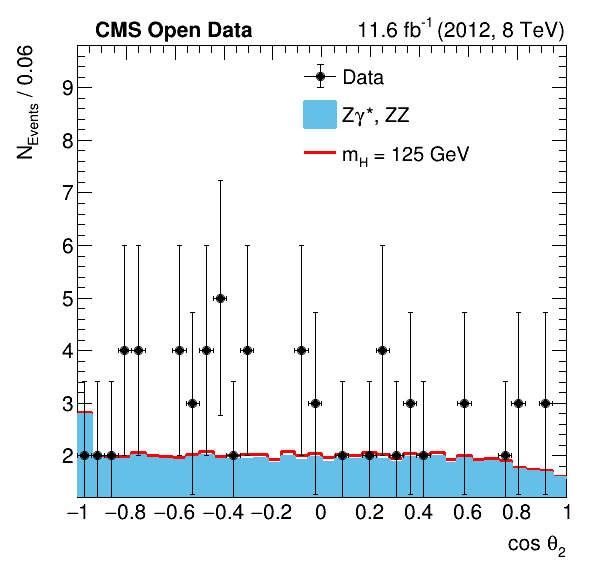 CMS Open Data 11.6 fb⁻¹ (2012, 8 TeV)
N_Events / 0.06
Data
Zγ*, ZZ
m_H = 125 GeV
9
8
7
6
5
4
3
2
−1 −0.8 −0.6 −0.4 −0.2 0 0.2 0.4 0.6 0.8 1
cos θ₂